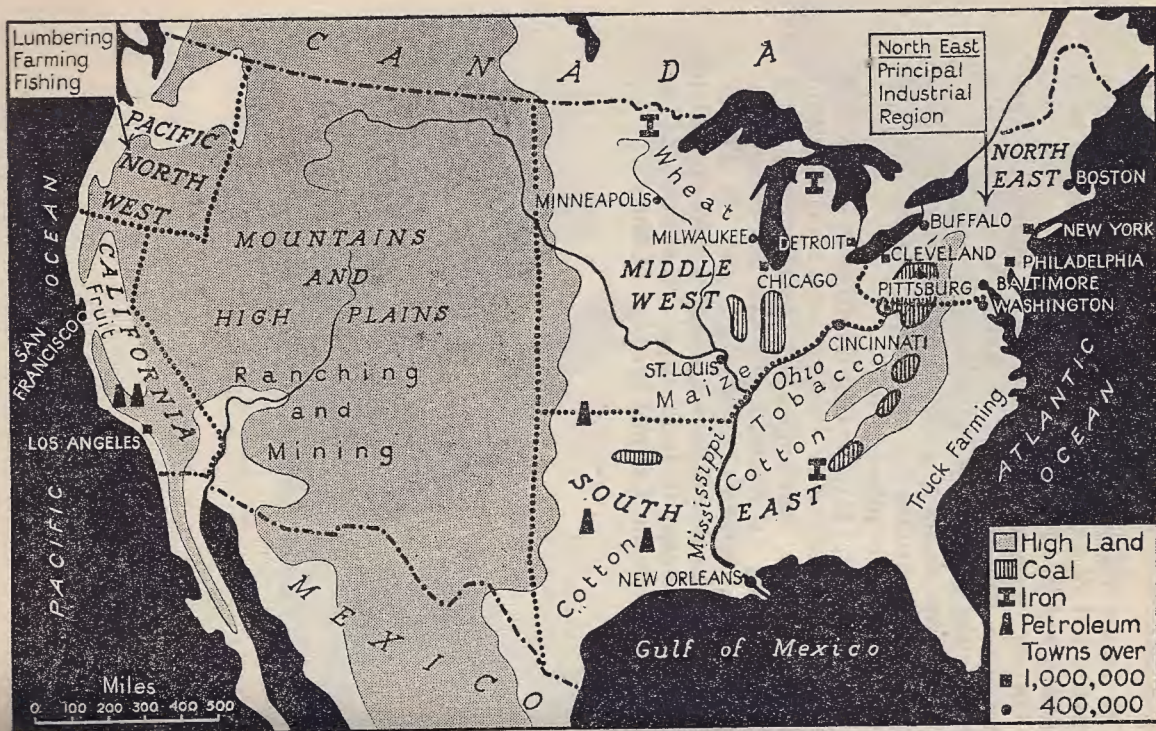 Lumbering
Farming
Fishing
CANADA
North East
Principal
Industrial
Region
PACIFIC
NORTH
WEST
NORTH
EAST
BOSTON
Wheat
MINNEAPOLIS
MILWAUKEE
DETROIT
BUFFALO
NEW YORK
CLEVELAND
PHILADELPHIA
CHICAGO
PITTSBURG
BALTIMORE
WASHINGTON
MOUNTAINS
AND
HIGH PLAINS
MIDDLE
WEST
CALIFORNIA
Fruit
SAN
FRANCISCO
PACIFIC OCEAN
CINCINNATI
ST. LOUIS
Ohio
Maize
Tobacco
Ranching
and
Mining
LOS ANGELES
Mississippi
Cotton
SOUTH EAST
Truck Farming
ATLANTIC
OCEAN
Cotton
NEW ORLEANS
MEXICO
Gulf of Mexico
High Land
Coal
Iron
Petroleum
Towns over
1,000,000
400,000
Miles
0 100 200 300 400 500